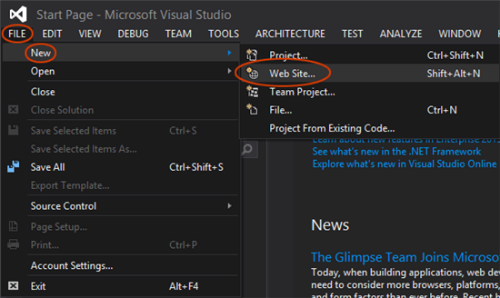 Start Page - Microsoft Visual Studio
FILE EDIT VIEW DEBUG TEAM TOOLS ARCHITECTURE TEST ANALYZE WINDOW
New
Open
Close
Close Solution
Save Selected Items Ctrl+S
Save Selected Items As...
Save All Ctrl+Shift+S
Export Template...
Source Control
Page Setup...
Print... Ctrl+P
Account Settings...
Exit Alt+F4
Project... Ctrl+Shift+N
Web Site... Shift+Alt+N
Team Project...
File... Ctrl+N
Project From Existing Code...
Learn about new features in Enterprise
See what's new in the .NET Framework
Explore what's new in Visual Studio Online
News
The Glimpse Team Joins Microso
Today, when building applications, web de
need to consider more browsers, platforms
and form factors than ever before. Recent